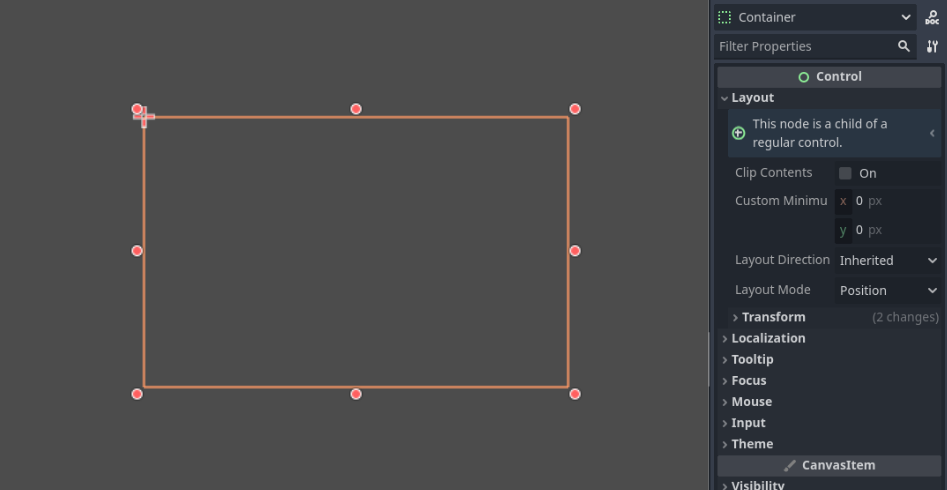 Container
DOC
Filter Properties
Control
Layout
This node is a child of a
regular control.
Clip Contents On
Custom Minimu x 0 px
y 0 px
Layout Direction Inherited
Layout Mode Position
Transform (2 changes)
Localization
Tooltip
Focus
Mouse
Input
Theme
CanvasItem
Visibility